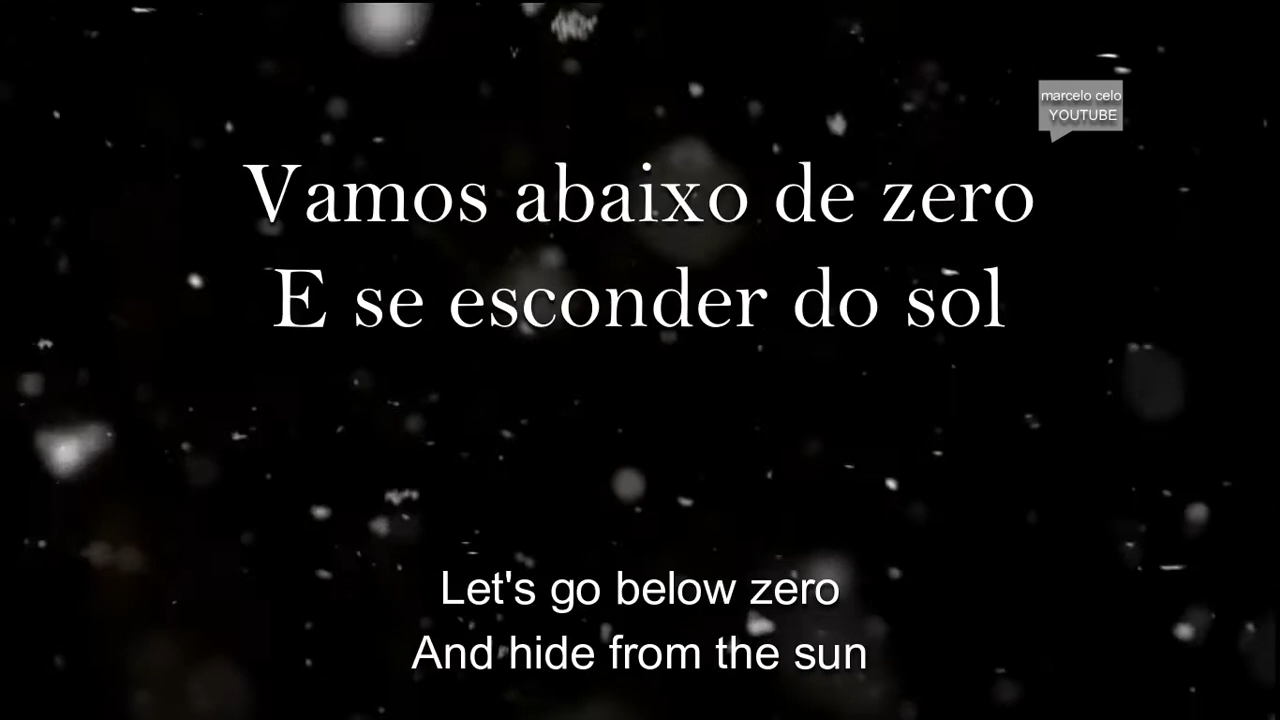 marcelo celo
YOUTUBE
Vamos abaixo de zero
E se esconder do sol
Let's go below zero
And hide from the sun